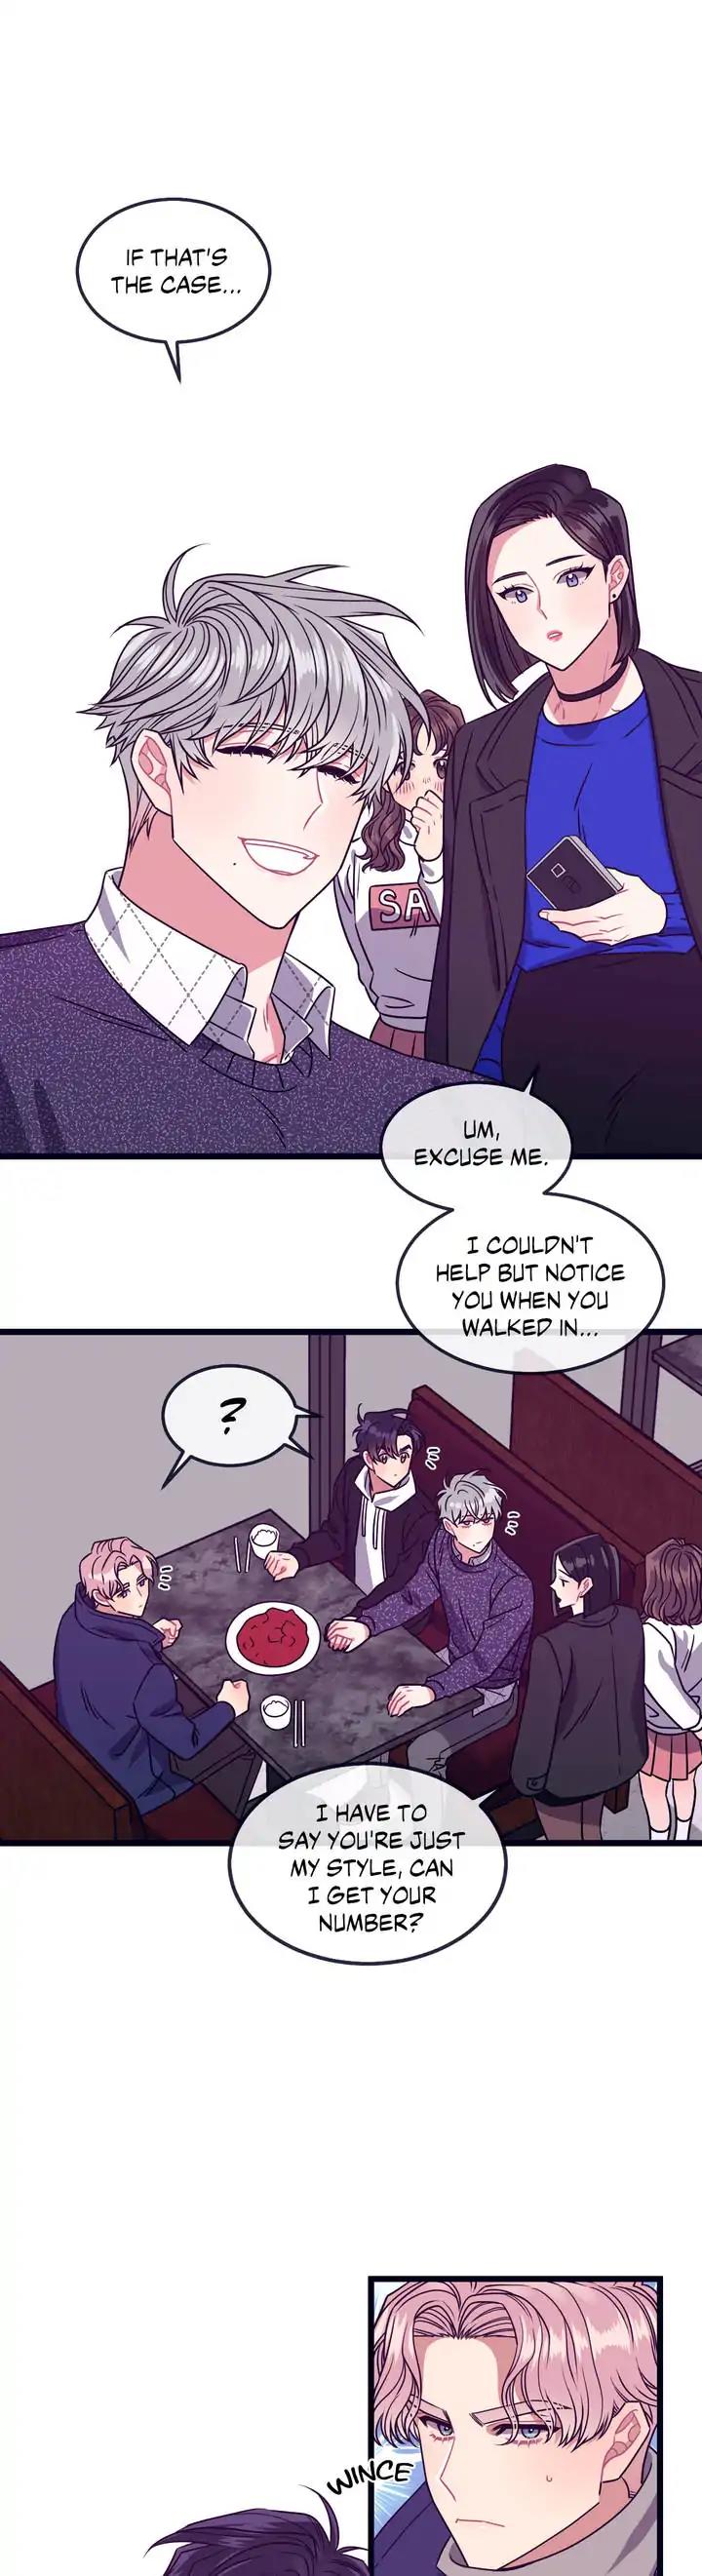 IF THAT'S
THE CASE...
SA
UM,
EXCUSE ME.
I COULDN'T
HELP BUT NOTICE
YOU WHEN YOU
WALKED IN...
?
I HAVE TO
SAY YOU'RE JUST
MY STYLE, CAN
I GET YOUR
NUMBER?
WINCE